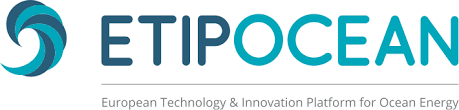 ETIPOCEAN
European Technology & Innovation Platform for Ocean Energy